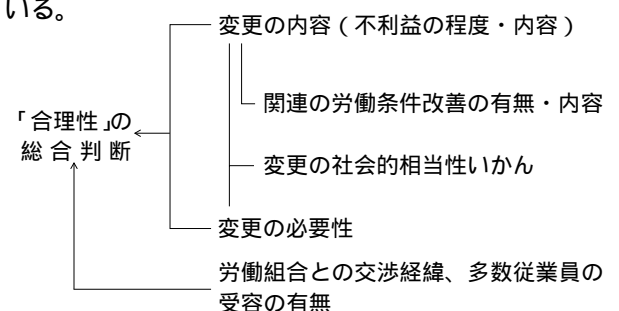 いる。
変更の内容（不利益の程度・内容）
関連の労働条件改善の有無・内容
「合理性」の
総合判断
変更の社会的相当性いかん
変更の必要性
労働組合との交渉経緯、多数従業員の
受容の有無